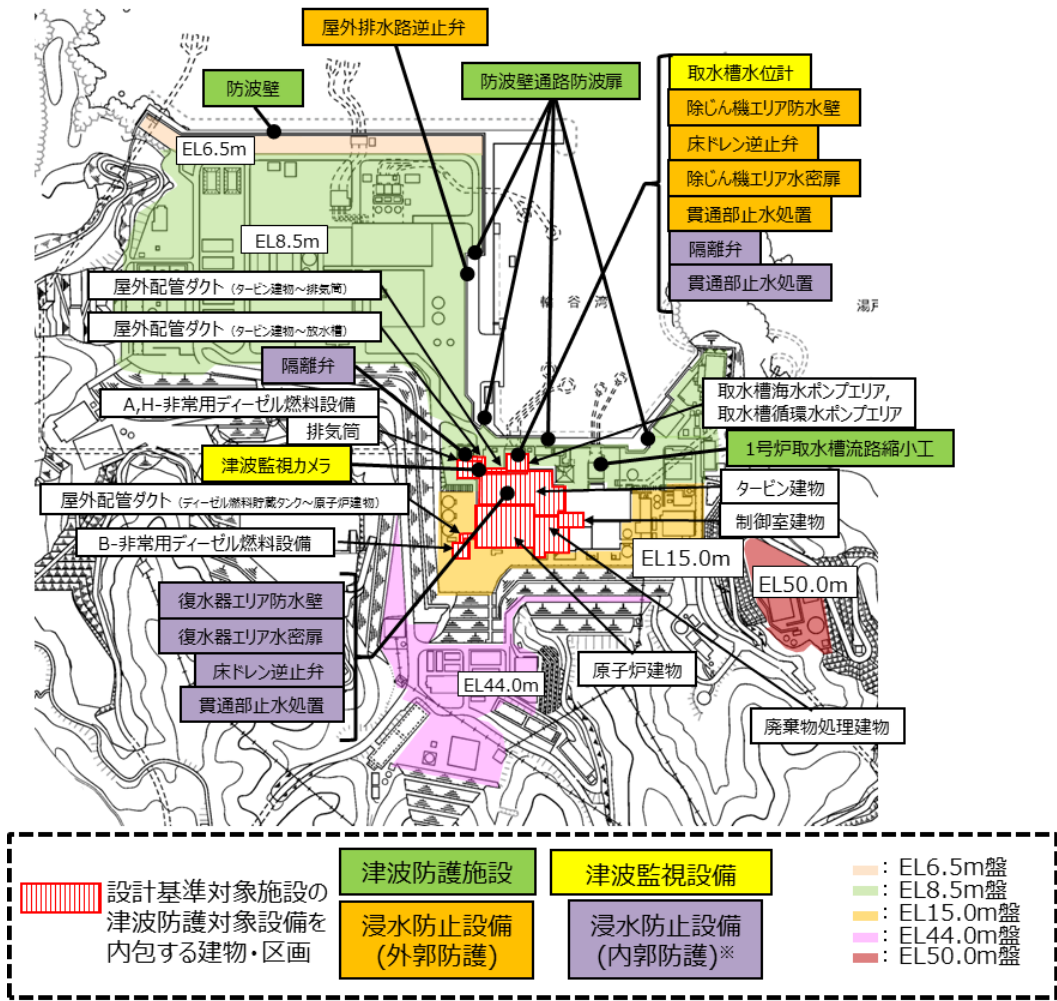 屋外排水路逆止弁
防波壁
防波壁通路防波扉
取水槽水位計
除じん機エリア防水壁
床ドレン逆止弁
除じん機エリア水密扉
貫通部止水処置
隔離弁
貫通部止水処置
EL6.5m
EL8.5m
輪谷湾
湯戸
屋外配管ダクト(タービン建物～排気筒)
屋外配管ダクト(タービン建物～放水槽)
隔離弁
A,H-非常用ディーゼル燃料設備
排気筒
津波監視カメラ
屋外配管ダクト(ディーゼル燃料貯蔵タンク～原子炉建物)
B-非常用ディーゼル燃料設備
取水槽海水ポンプエリア,
取水槽循環水ポンプエリア
1号炉取水槽流路縮小工
タービン建物
制御室建物
EL15.0m
EL50.0m
復水器エリア防水壁
復水器エリア水密扉
床ドレン逆止弁
貫通部止水処置
EL44.0m
原子炉建物
廃棄物処理建物
設計基準対象施設の
津波防護対象設備を
内包する建物・区画
津波防護施設
津波監視設備
浸水防止設備
(外郭防護)
浸水防止設備
(内郭防護)※
：EL6.5m盤
：EL8.5m盤
：EL15.0m盤
：EL44.0m盤
：EL50.0m盤